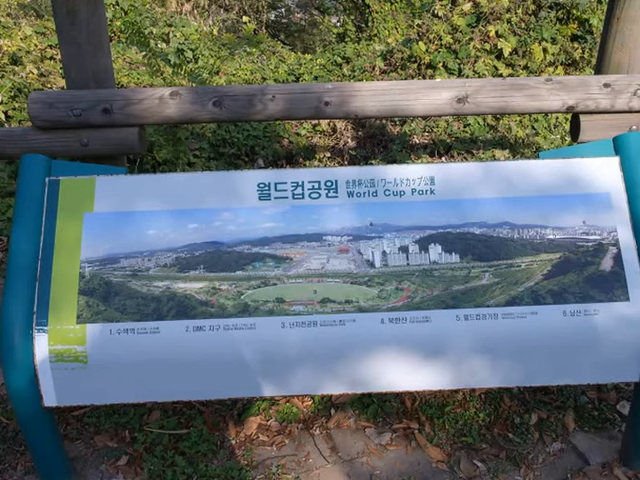 월드컵공원 世界杯公园/ワールドカップ公園
World Cup Park
1. 수색역 2. DMC 지구 3. 난지천공원 4. 북한산 5. 월드컵경기장 6. 남산